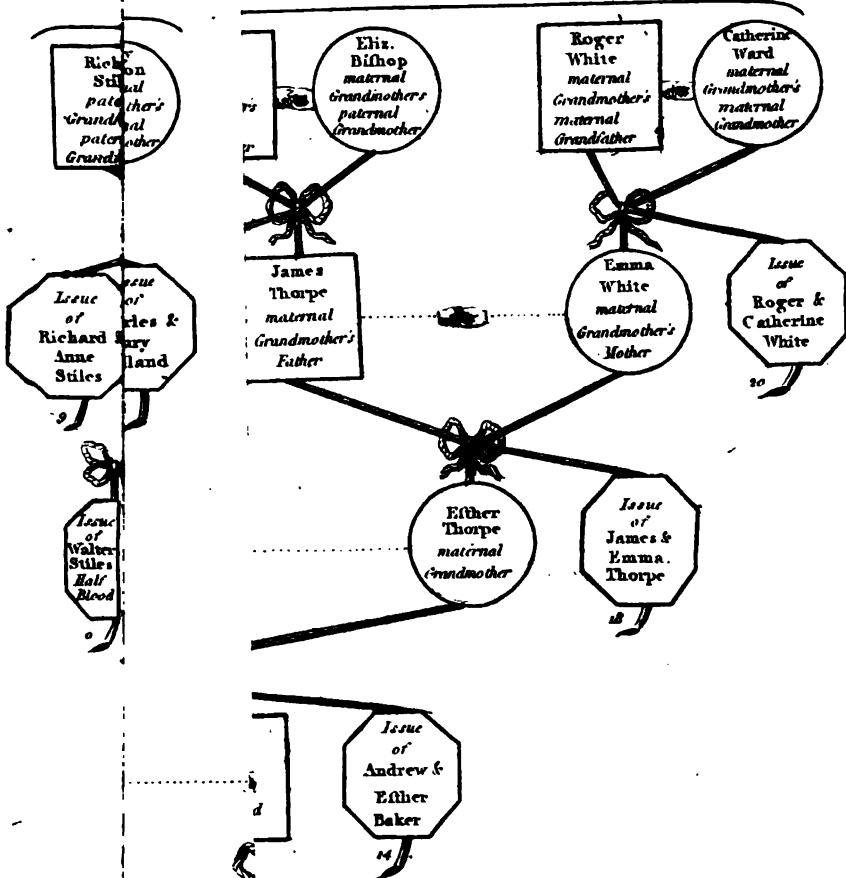 Eliz.
Biſhop
maternal
Grandmother's
paternal
Grandmother
Roger
White
maternal
Grandmother's
maternal
Grandfather
Catherine
Ward
maternal
Grandmother's
maternal
Grandmother
James
Thorpe
maternal
Grandmother's
Father
Emma
White
maternal
Grandmother's
Mother
Issue
of
Roger &
Catherine
White
20
Issue
of
Richard
Anne
Stiles
9
Eſther
Thorpe
maternal
Grandmother
Issue
of
James &
Emma.
Thorpe
18
Issue
of
Walter
Stiles
Half
Blood
Issue
of
Andrew &
Eſther
Baker
14